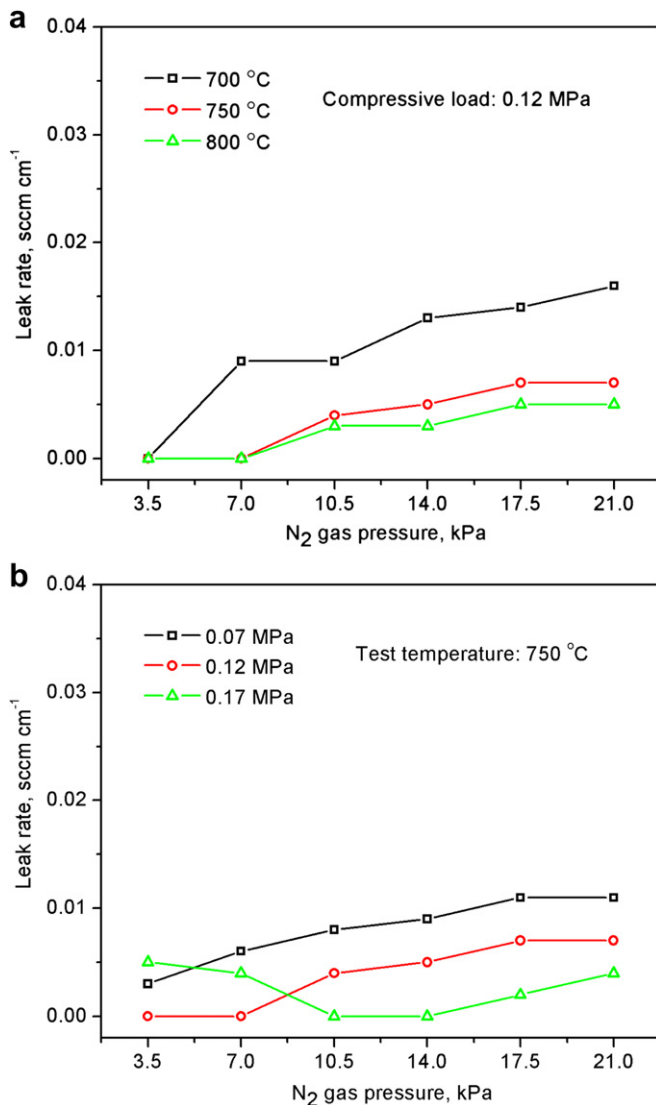 a
0.04
0.03
0.02
0.01
0.00
Leak rate, sccm cm⁻¹
700 °C
750 °C
800 °C
Compressive load: 0.12 MPa
3.5 7.0 10.5 14.0 17.5 21.0
N₂ gas pressure, kPa
b
0.04
0.03
0.02
0.01
0.00
Leak rate, sccm cm⁻¹
0.07 MPa
0.12 MPa
0.17 MPa
Test temperature: 750 °C
3.5 7.0 10.5 14.0 17.5 21.0
N₂ gas pressure, kPa